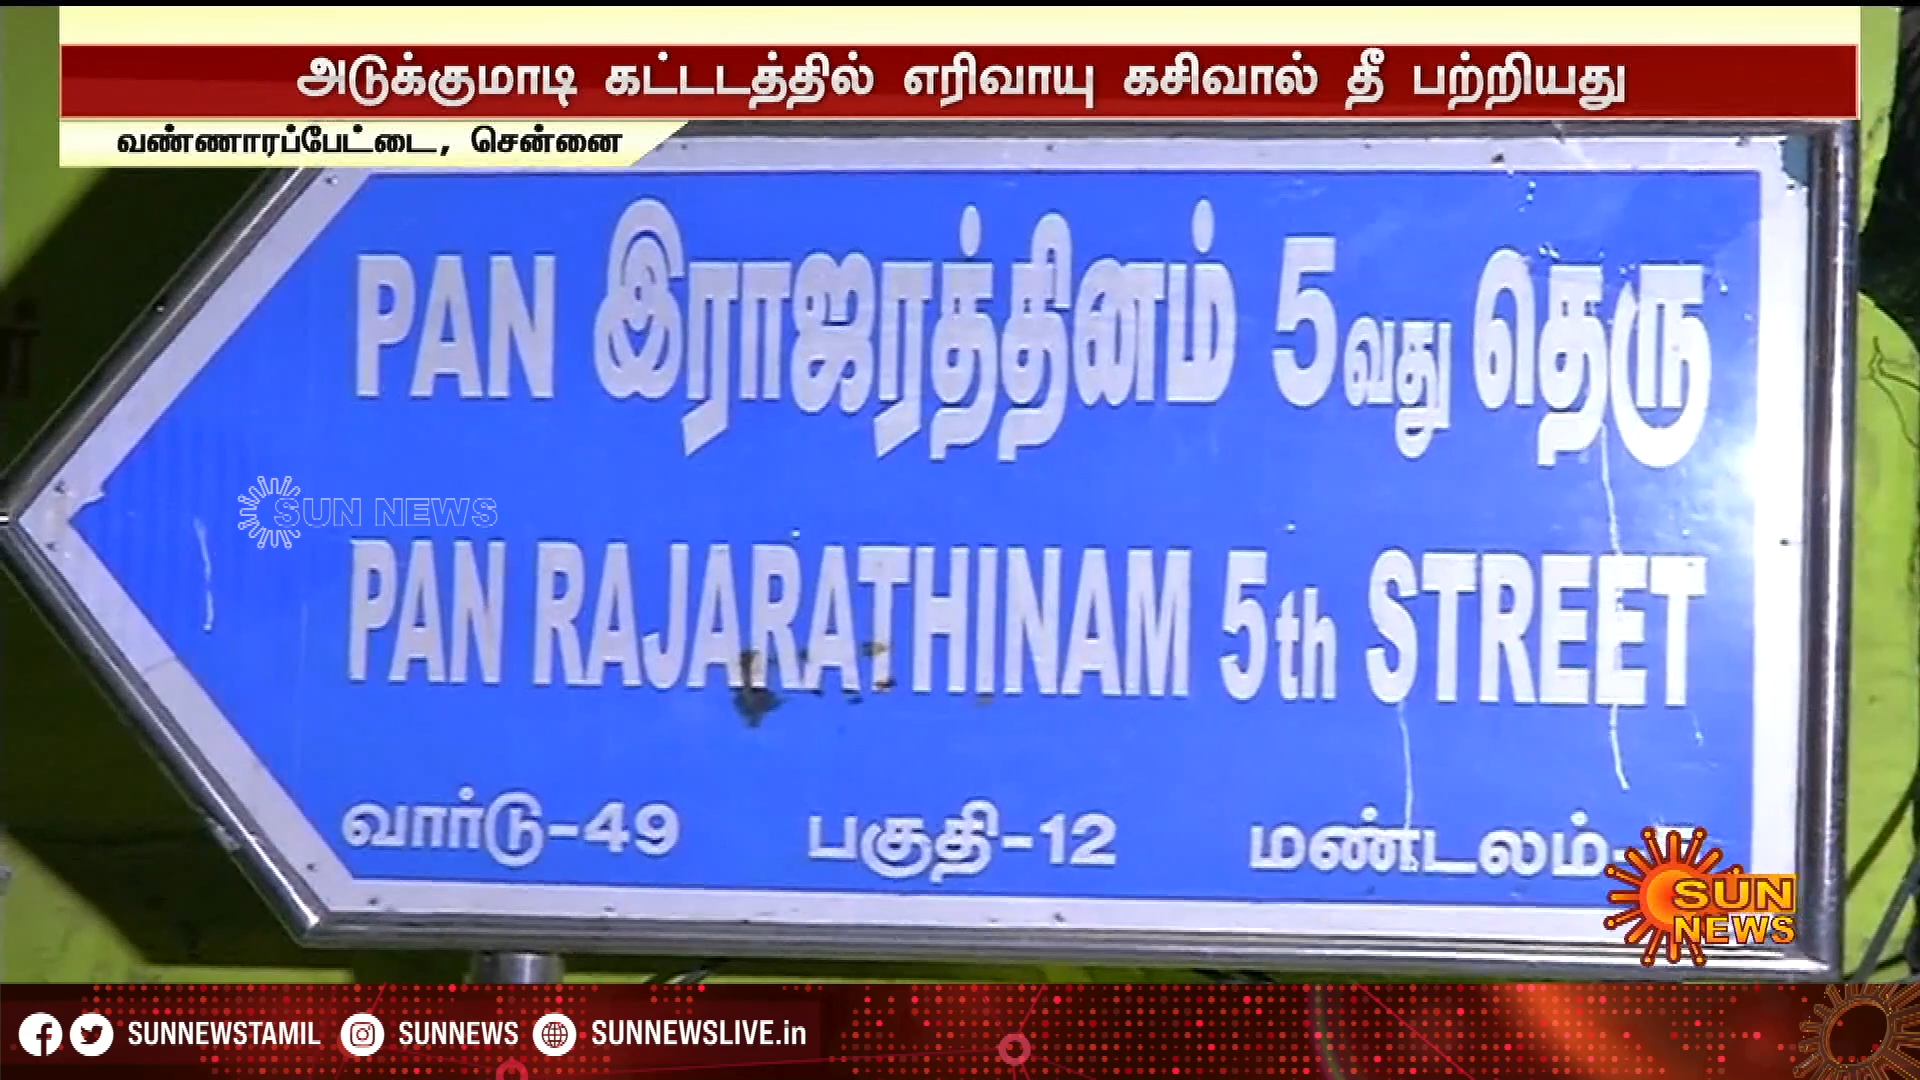 அடுக்குமாடி கட்டடத்தில் எரிவாயு கசிவால் தீ பற்றியது
வண்ணாரப்பேட்டை, சென்னை
PAN இராஜரத்தினம் 5வது தெரு
SUN NEWS
PAN RAJARATHINAM 5th STREET
வார்டு-49 பகுதி-12 மண்டலம்-
SUN
NEWS
SUNNEWSTAMIL SUNNEWS SUNNEWSLIVE.in